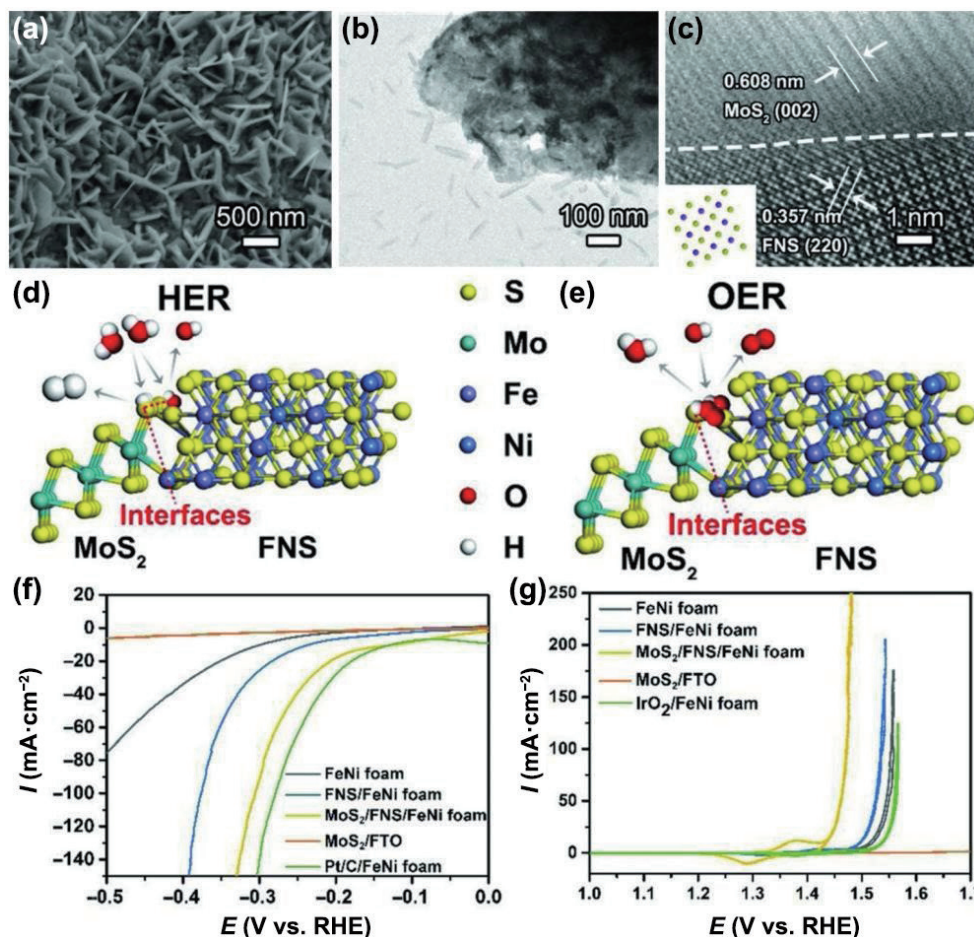 (a)
500 nm
(b)
100 nm
(c)
0.608 nm
MoS₂ (002)
0.357 nm
FNS (220)
1 nm
(d)
HER
Interfaces
MoS₂
FNS
S
Mo
Fe
Ni
O
H
(e)
OER
Interfaces
MoS₂
FNS
(f)
20
0
−20
−40
−60
−80
−100
−120
−140
I (mA·cm⁻²)
FeNi foam
FNS/FeNi foam
MoS₂/FNS/FeNi foam
MoS₂/FTO
Pt/C/FeNi foam
−0.5
−0.4
−0.3
−0.2
−0.1
0.0
E (V vs. RHE)
(g)
250
200
150
100
50
0
I (mA·cm⁻²)
FeNi foam
FNS/FeNi foam
MoS₂/FNS/FeNi foam
MoS₂/FTO
IrO₂/FeNi foam
1.0
1.1
1.2
1.3
1.4
1.5
1.6
E (V vs. RHE)